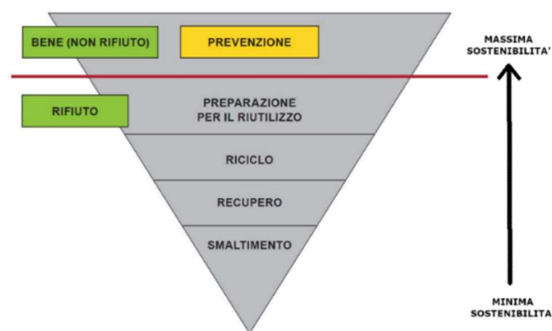 BENE (NON RIFIUTO)
PREVENZIONE
MASSIMA
SOSTENIBILITA'
RIFIUTO
PREPARAZIONE
PER IL RIUTILIZZO
RICICLO
RECUPERO
SMALTIMENTO
MINIMA
SOSTENIBILITA